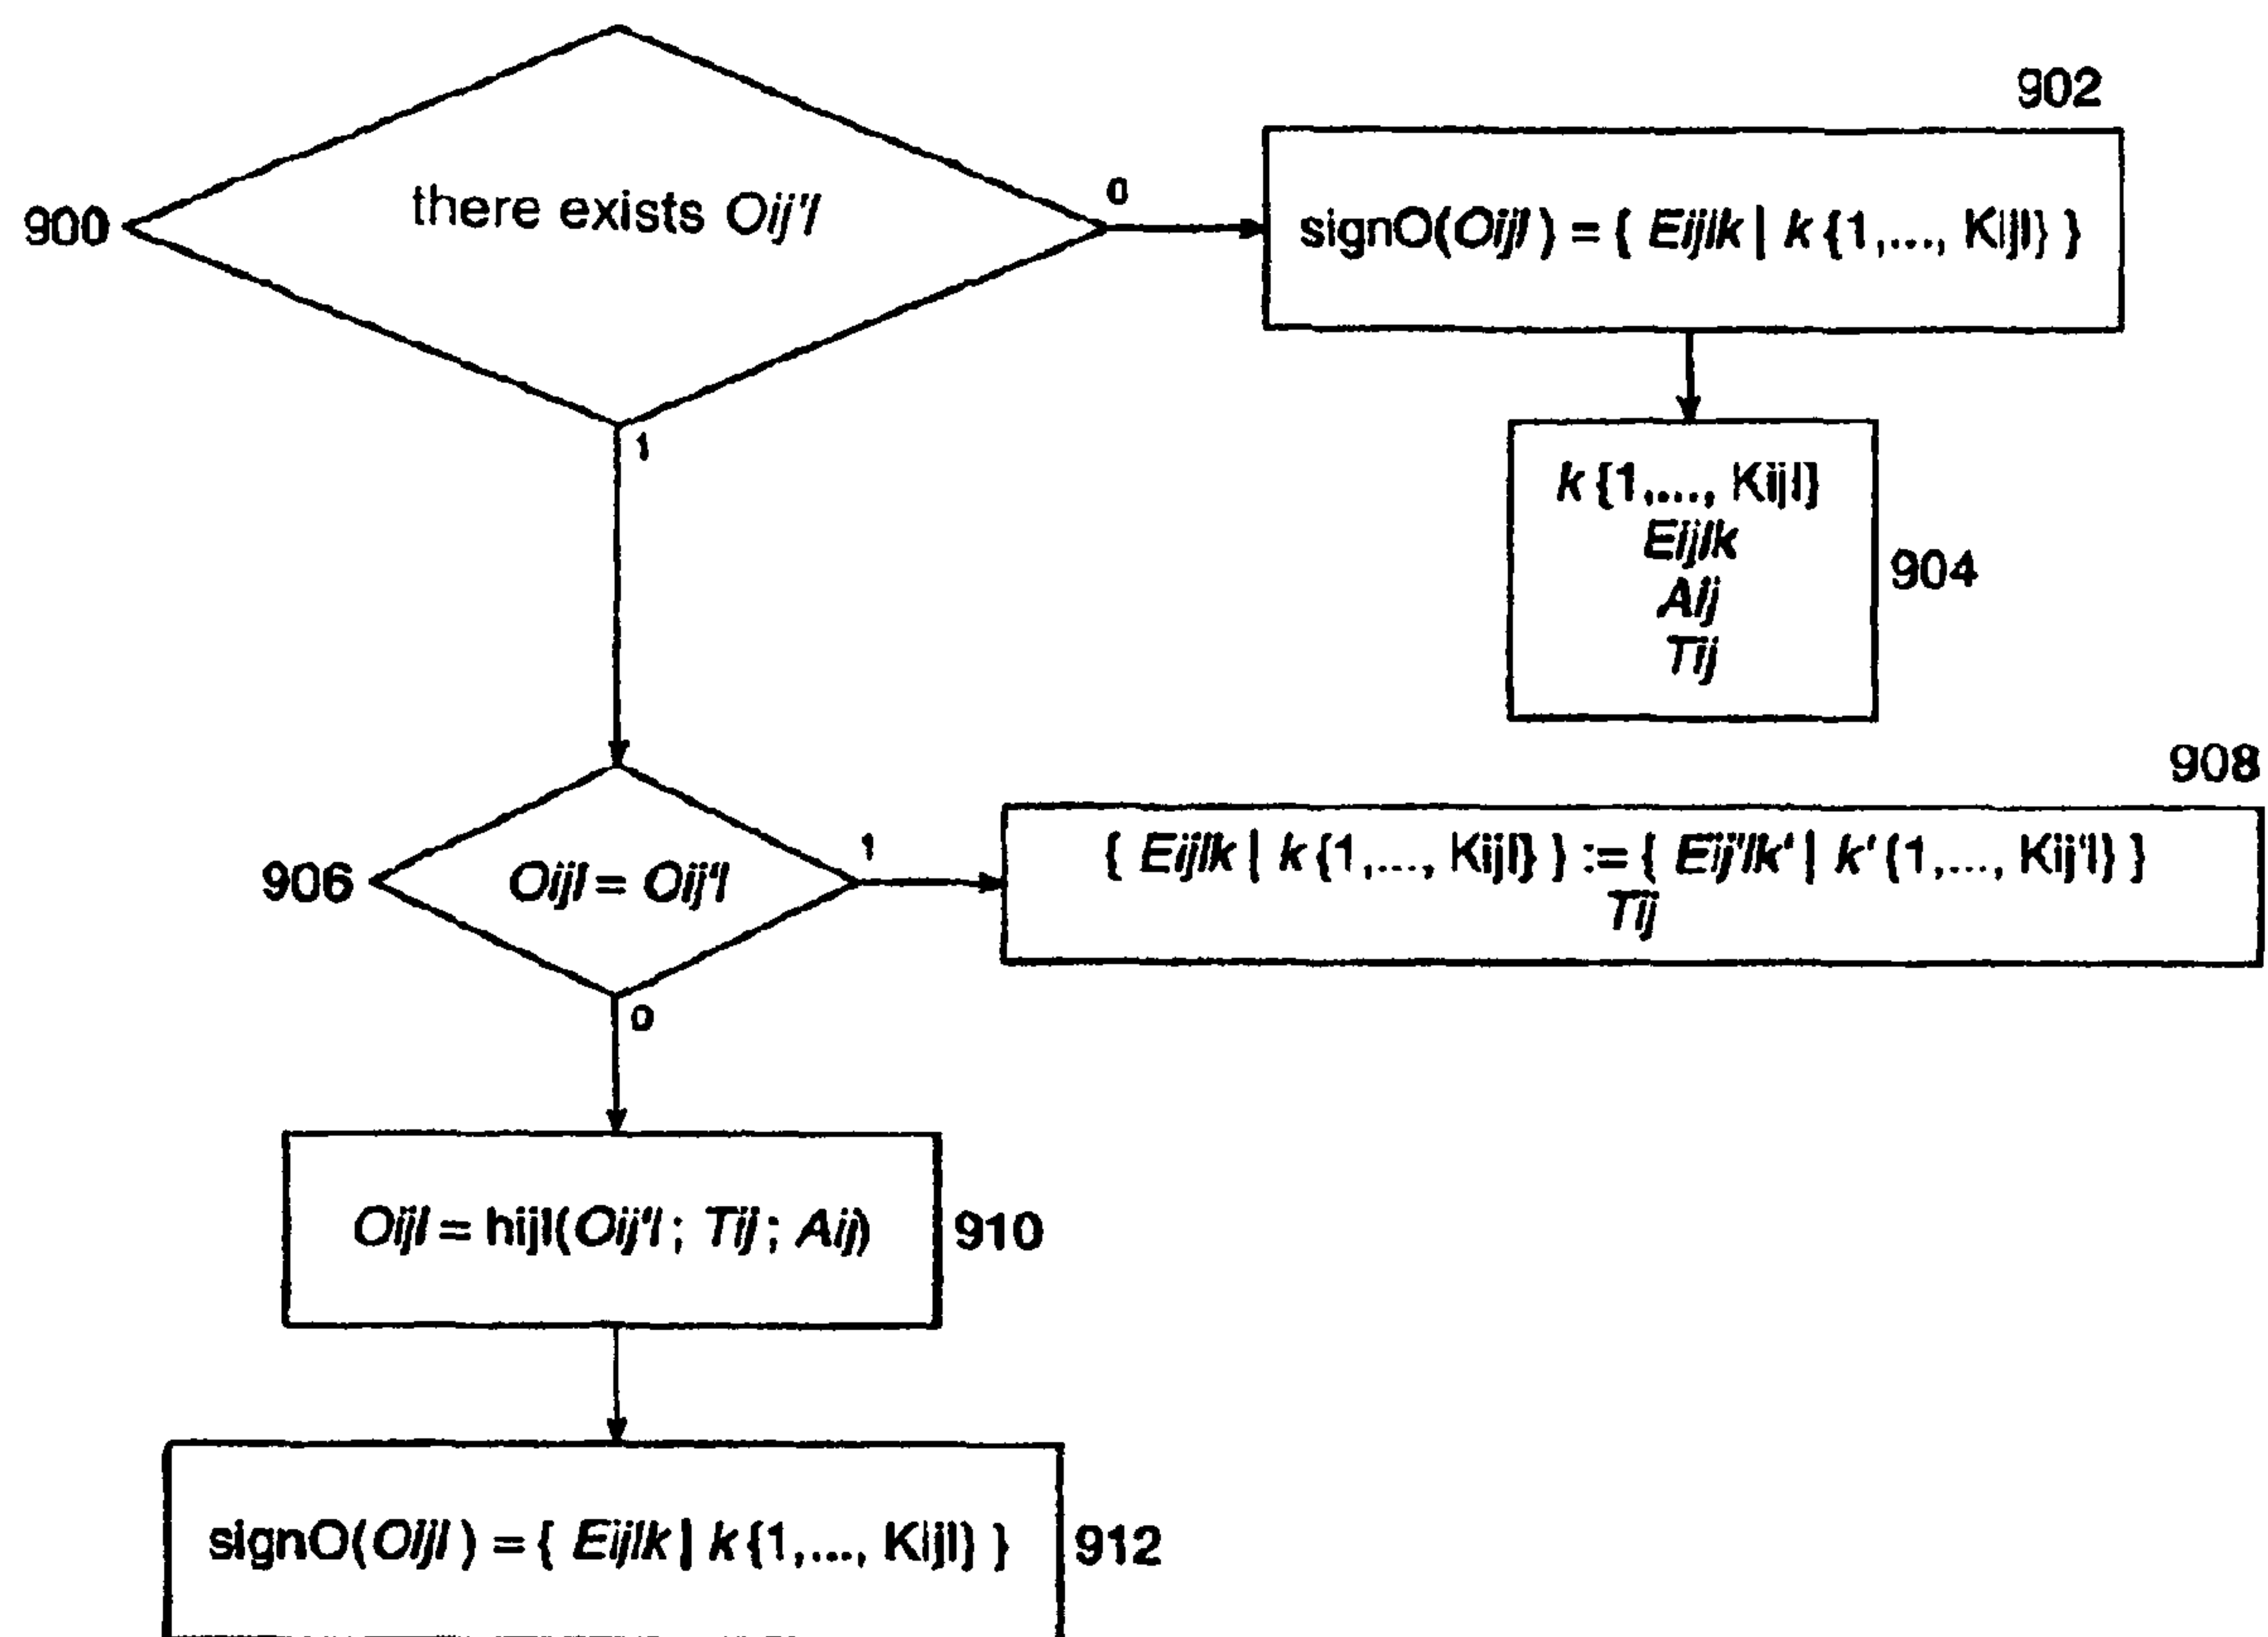 902
900
there exists Oij'l
0
signO(Oijl) = { Eijlk | k {1,..., Kijl} }
1
k {1,..., Kijl}
Eijlk
Aij
Tij
904
908
906
Oijl = Oij'l
1
{ Eijlk | k {1,..., Kijl} } := { Eij'lk' | k' {1,..., Kij'l} }
Tij
0
Oijl = hijl(Oij'l ; Tij ; Aij)
910
signO(Oijl) = { Eijlk | k {1,..., Kijl} }
912